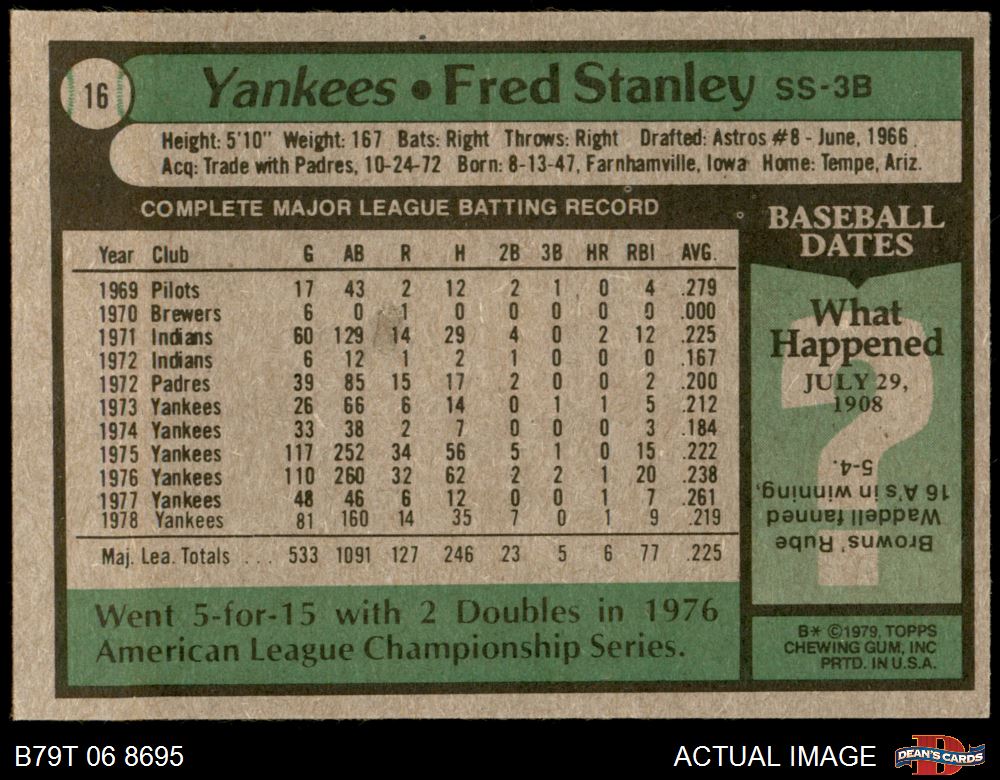 16
Yankees • Fred Stanley SS-3B
Height: 5'10" Weight: 167 Bats: Right Throws: Right Drafted: Astros #8 - June, 1966
Acq: Trade with Padres, 10-24-72 Born: 8-13-47, Farnhamville, Iowa Home: Tempe, Ariz.
COMPLETE MAJOR LEAGUE BATTING RECORD
Year Club G AB R H 2B 3B HR RBI AVG.
1969 Pilots 17 43 2 12 2 1 0 4 .279
1970 Brewers 6 0 1 0 0 0 0 0 .000
1971 Indians 60 129 14 29 4 0 2 12 .225
1972 Indians 6 12 1 2 1 0 0 0 .167
1972 Padres 39 85 15 17 2 0 0 2 .200
1973 Yankees 26 66 6 14 0 1 1 5 .212
1974 Yankees 33 38 2 7 0 0 0 3 .184
1975 Yankees 117 252 34 56 5 1 0 15 .222
1976 Yankees 110 260 32 62 2 2 1 20 .238
1977 Yankees 48 46 6 12 0 0 1 7 .261
1978 Yankees 81 160 14 35 7 0 1 9 .219
Maj. Lea. Totals . . . 533 1091 127 246 23 5 6 77 .225
Went 5-for-15 with 2 Doubles in 1976
American League Championship Series.
BASEBALL
DATES
What
Happened
JULY 29,
1908
?
Browns' Rube
Waddell fanned
16 A's in winning,
5-4.
B* ©1979, TOPPS
CHEWING GUM, INC
PRTD. IN U.S.A.
B79T 06 8695
ACTUAL IMAGE
D
DEAN'S CARDS